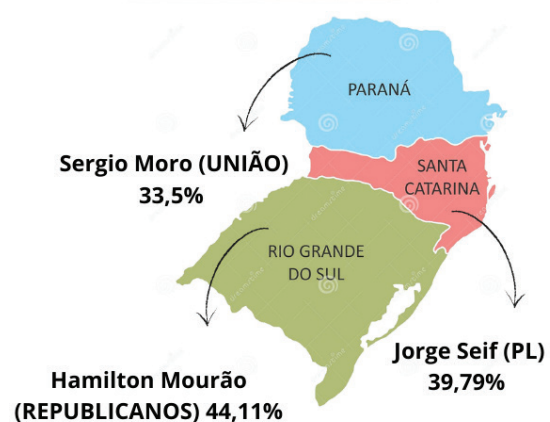 PARANÁ
Sergio Moro (UNIÃO)
33,5%
SANTA
CATARINA
RIO GRANDE
DO SUL
Jorge Seif (PL)
39,79%
Hamilton Mourão
(REPUBLICANOS) 44,11%